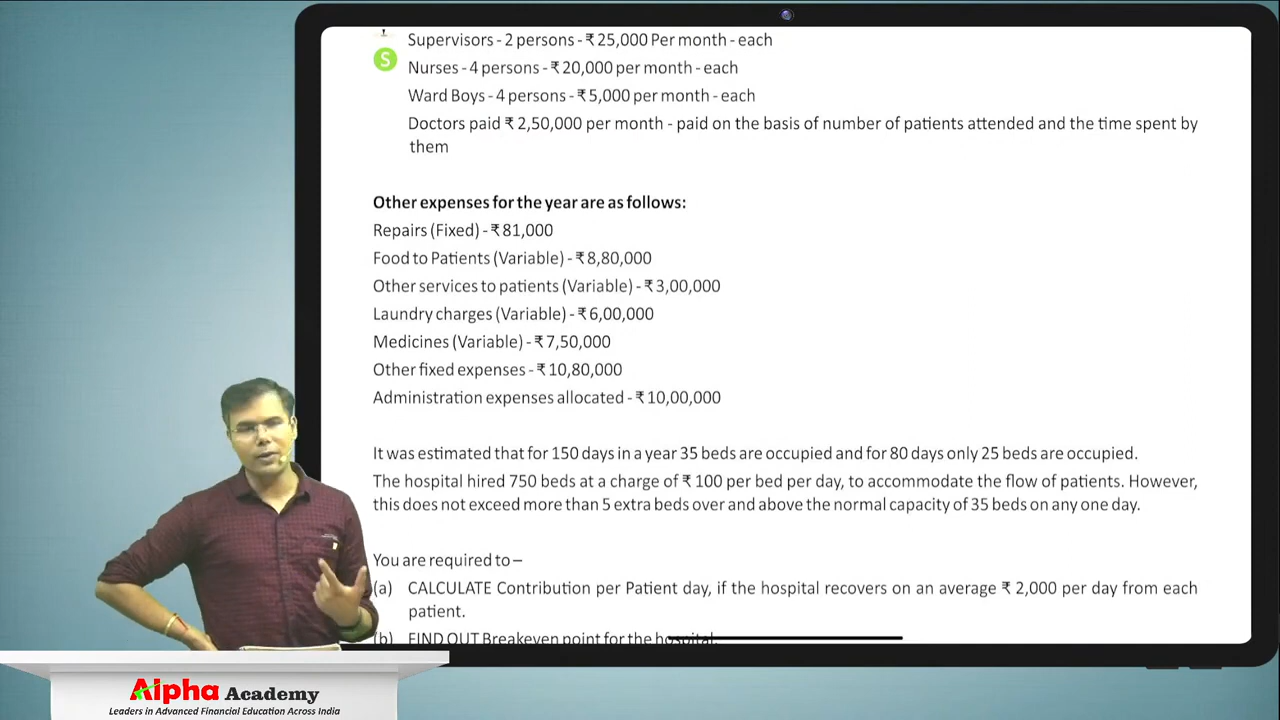 Supervisors - 2 persons - ₹ 25,000 Per month - each
S
Nurses - 4 persons - ₹ 20,000 per month - each
Ward Boys - 4 persons - ₹ 5,000 per month - each
Doctors paid ₹ 2,50,000 per month - paid on the basis of number of patients attended and the time spent by
them
Other expenses for the year are as follows:
Repairs (Fixed) - ₹ 81,000
Food to Patients (Variable) - ₹ 8,80,000
Other services to patients (Variable) - ₹ 3,00,000
Laundry charges (Variable) - ₹ 6,00,000
Medicines (Variable) - ₹ 7,50,000
Other fixed expenses - ₹ 10,80,000
Administration expenses allocated - ₹ 10,00,000
It was estimated that for 150 days in a year 35 beds are occupied and for 80 days only 25 beds are occupied.
The hospital hired 750 beds at a charge of ₹ 100 per bed per day, to accommodate the flow of patients. However,
this does not exceed more than 5 extra beds over and above the normal capacity of 35 beds on any one day.
You are required to –
(a) CALCULATE Contribution per Patient day, if the hospital recovers on an average ₹ 2,000 per day from each
patient.
(b) FIND OUT Breakeven point for the hospital.
Alpha Academy
Leaders in Advanced Financial Education Across India